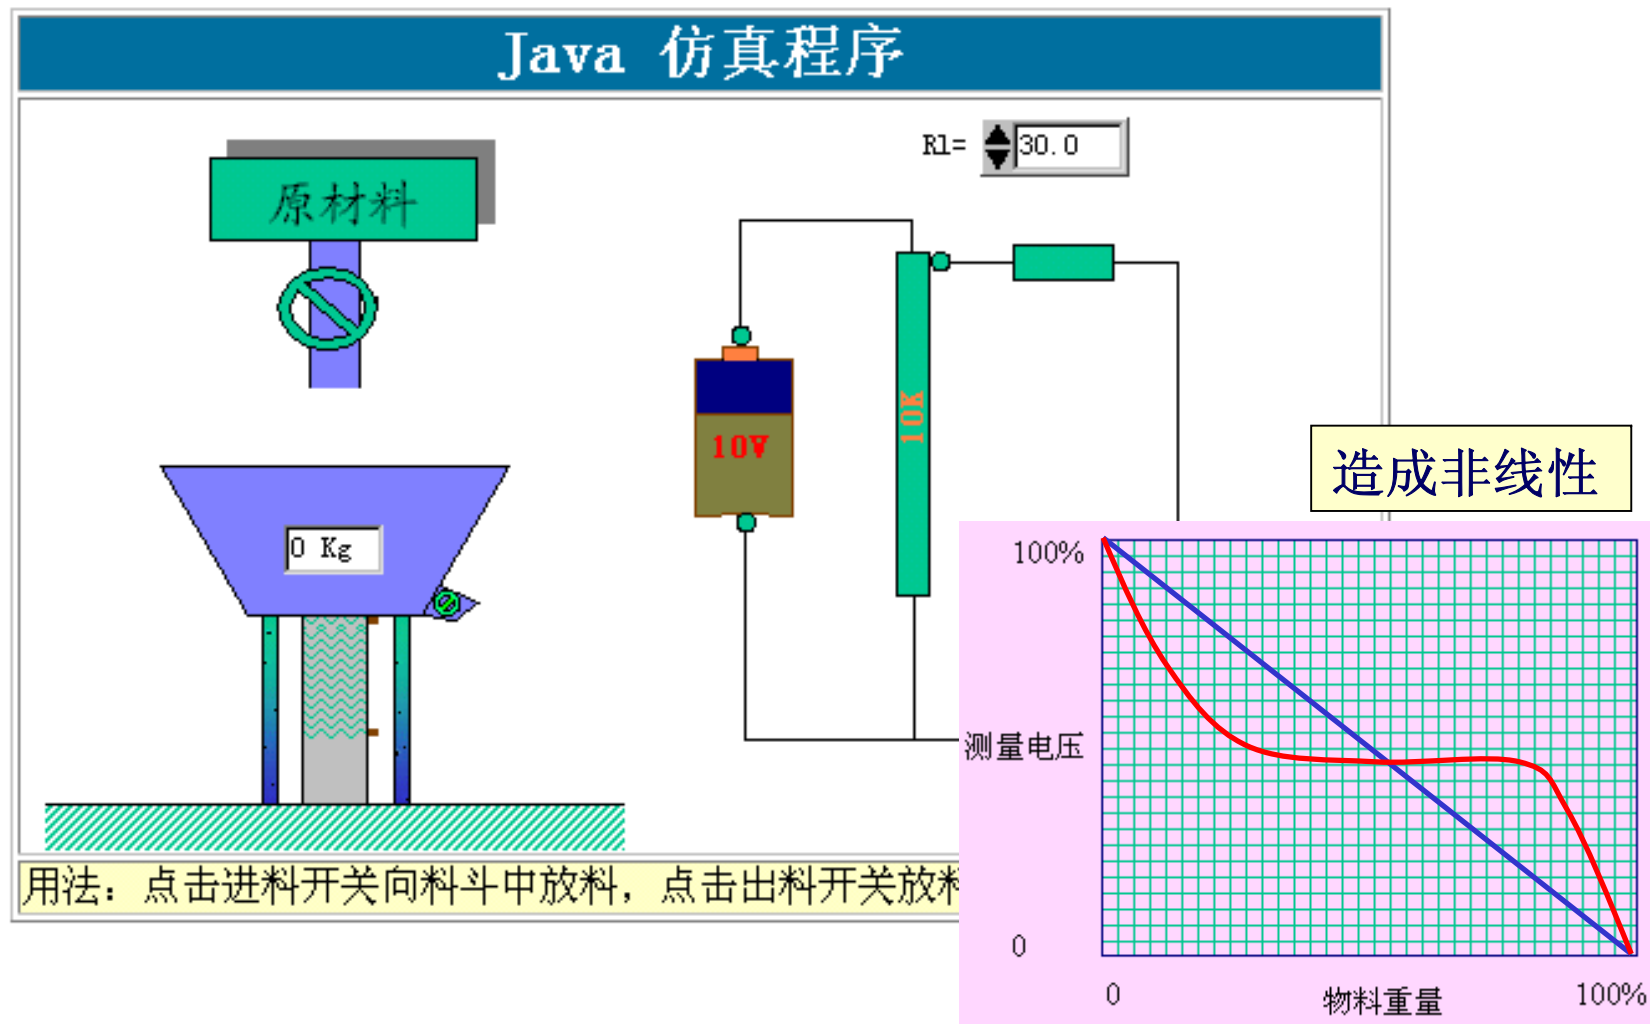 Java 仿真程序
R1=
30.0
原材料
10K
10V
造成非线性
0 Kg
100%
测量电压
0
0
物料重量
100%
用法：点击进料开关向料斗中放料，点击出料开关放料